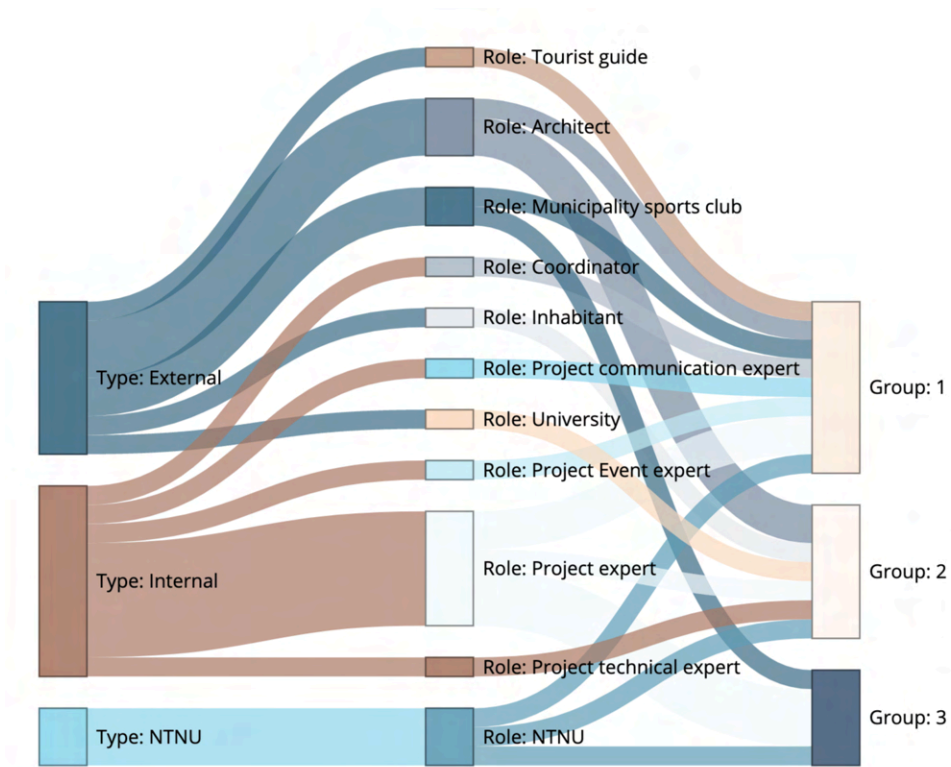 Role: Tourist guide
Role: Architect
Role: Municipality sports club
Role: Coordinator
Role: Inhabitant
Role: Project communication expert
Type: External
Group: 1
Role: University
Role: Project Event expert
Role: Project expert
Group: 2
Type: Internal
Role: Project technical expert
Group: 3
Type: NTNU
Role: NTNU